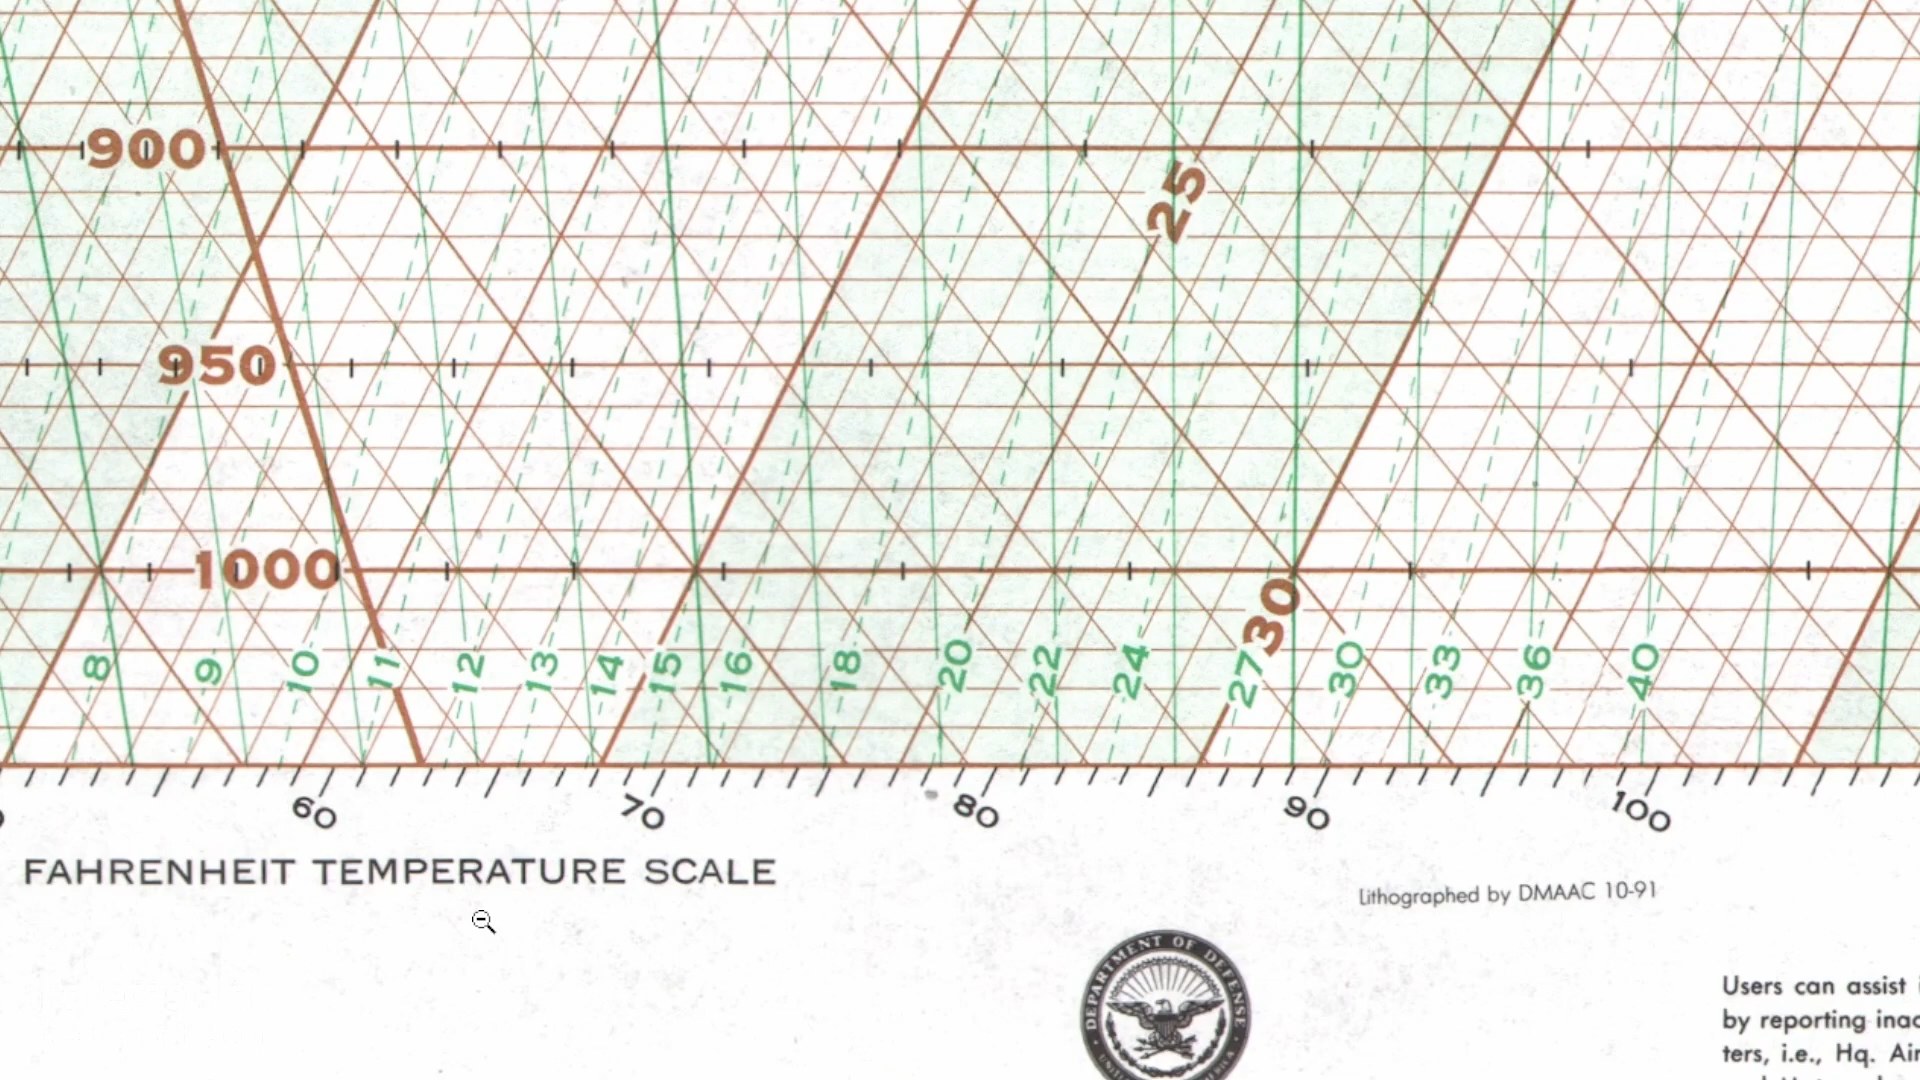 900
25
950
1000
30
8 9 10 11 12 13 14 15 16 18 20 22 24 27 30 33 36 40
60 70 80 90 100
FAHRENHEIT TEMPERATURE SCALE
Lithographed by DMAAC 10-91
DEPARTMENT OF DEFENSE
Users can assist
by reporting
ters, i.e., Hq. Air